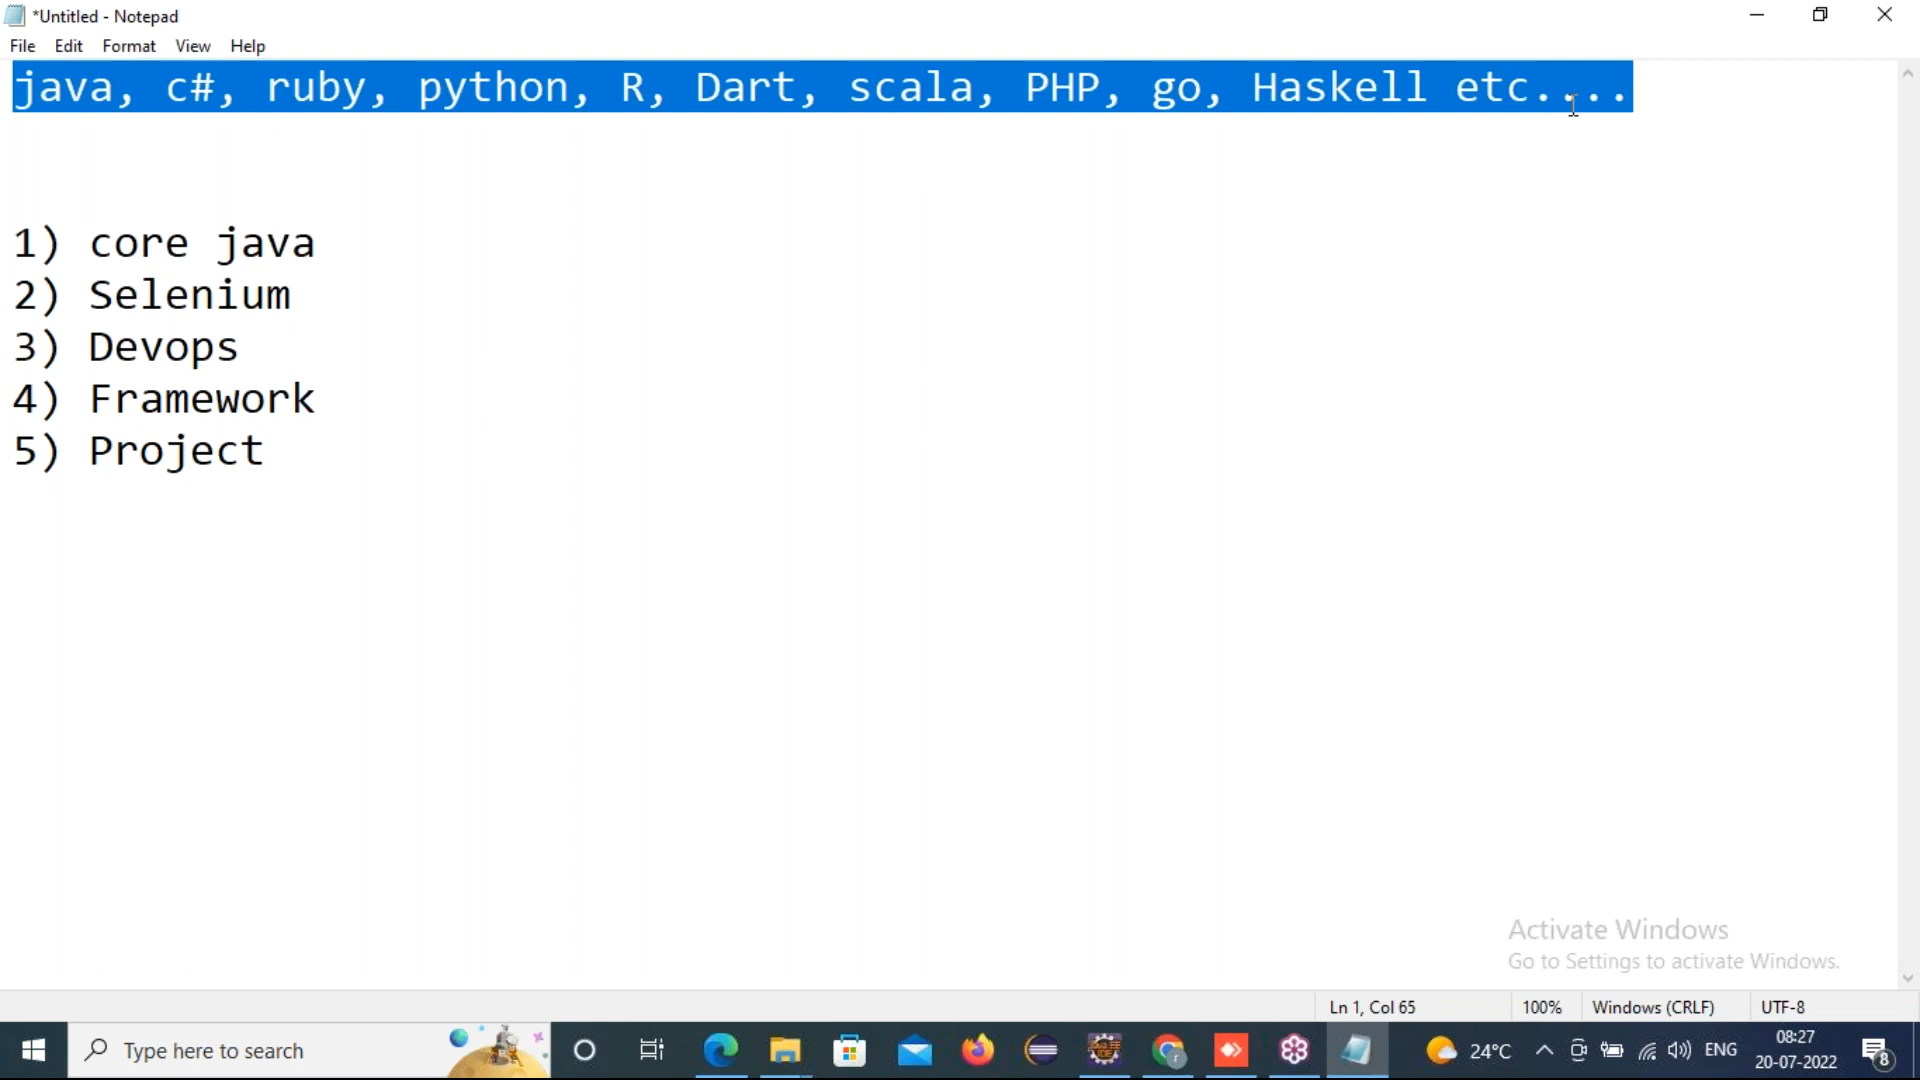 *Untitled - Notepad
File Edit Format View Help
java, c#, ruby, python, R, Dart, scala, PHP, go, Haskell etc....
1) core java
2) Selenium
3) Devops
4) Framework
5) Project
Activate Windows
Go to Settings to activate Windows.
Ln 1, Col 65 100% Windows (CRLF) UTF-8
Type here to search 24°C ENG 08:27
20-07-2022 8